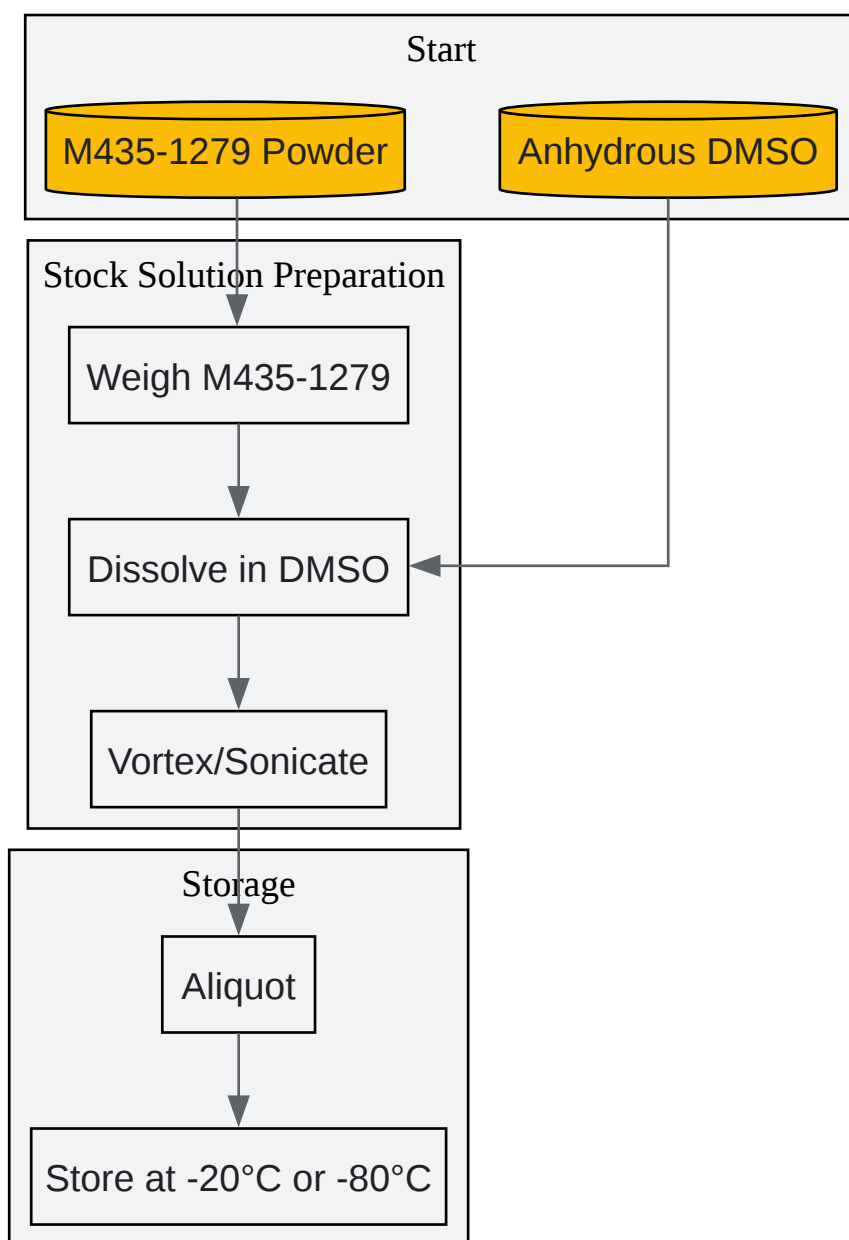 Start
M435-1279 Powder
Anhydrous DMSO
Stock Solution Preparation
Weigh M435-1279
Dissolve in DMSO
Vortex/Sonicate
Storage
Aliquot
Store at -20°C or -80°C